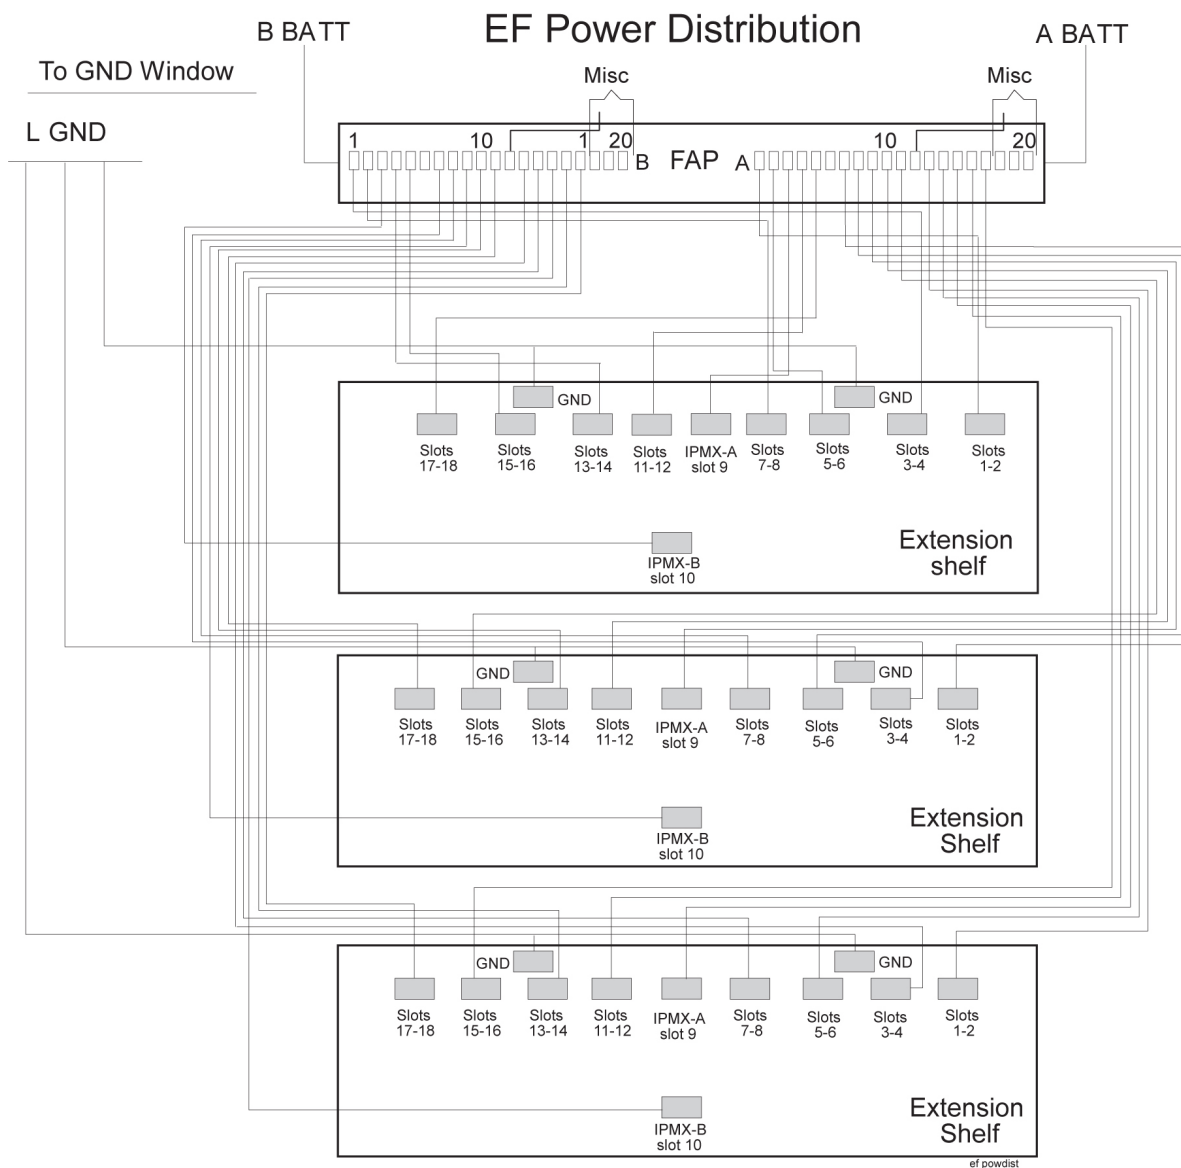 EF Power Distribution
B BATT
A BATT
To GND Window
Misc
Misc
L GND
1
10
1
20
10
20
B
FAP
A
GND
GND
Slots
17-18
Slots
15-16
Slots
13-14
Slots
11-12
IPMX-A
slot 9
Slots
7-8
Slots
5-6
Slots
3-4
Slots
1-2
Extension
shelf
IPMX-B
slot 10
GND
GND
Slots
17-18
Slots
15-16
Slots
13-14
Slots
11-12
IPMX-A
slot 9
Slots
7-8
Slots
5-6
Slots
3-4
Slots
1-2
Extension
Shelf
IPMX-B
slot 10
GND
GND
Slots
17-18
Slots
15-16
Slots
13-14
Slots
11-12
IPMX-A
slot 9
Slots
7-8
Slots
5-6
Slots
3-4
Slots
1-2
Extension
Shelf
IPMX-B
slot 10
ef powdist